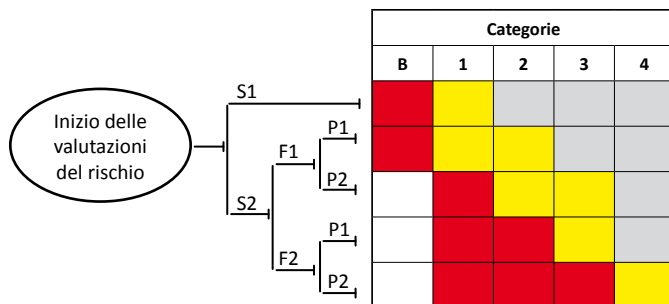 Categorie
B 1 2 3 4
Inizio delle
valutazioni
del rischio
S1
S2
F1
F2
P1
P2
P1
P2